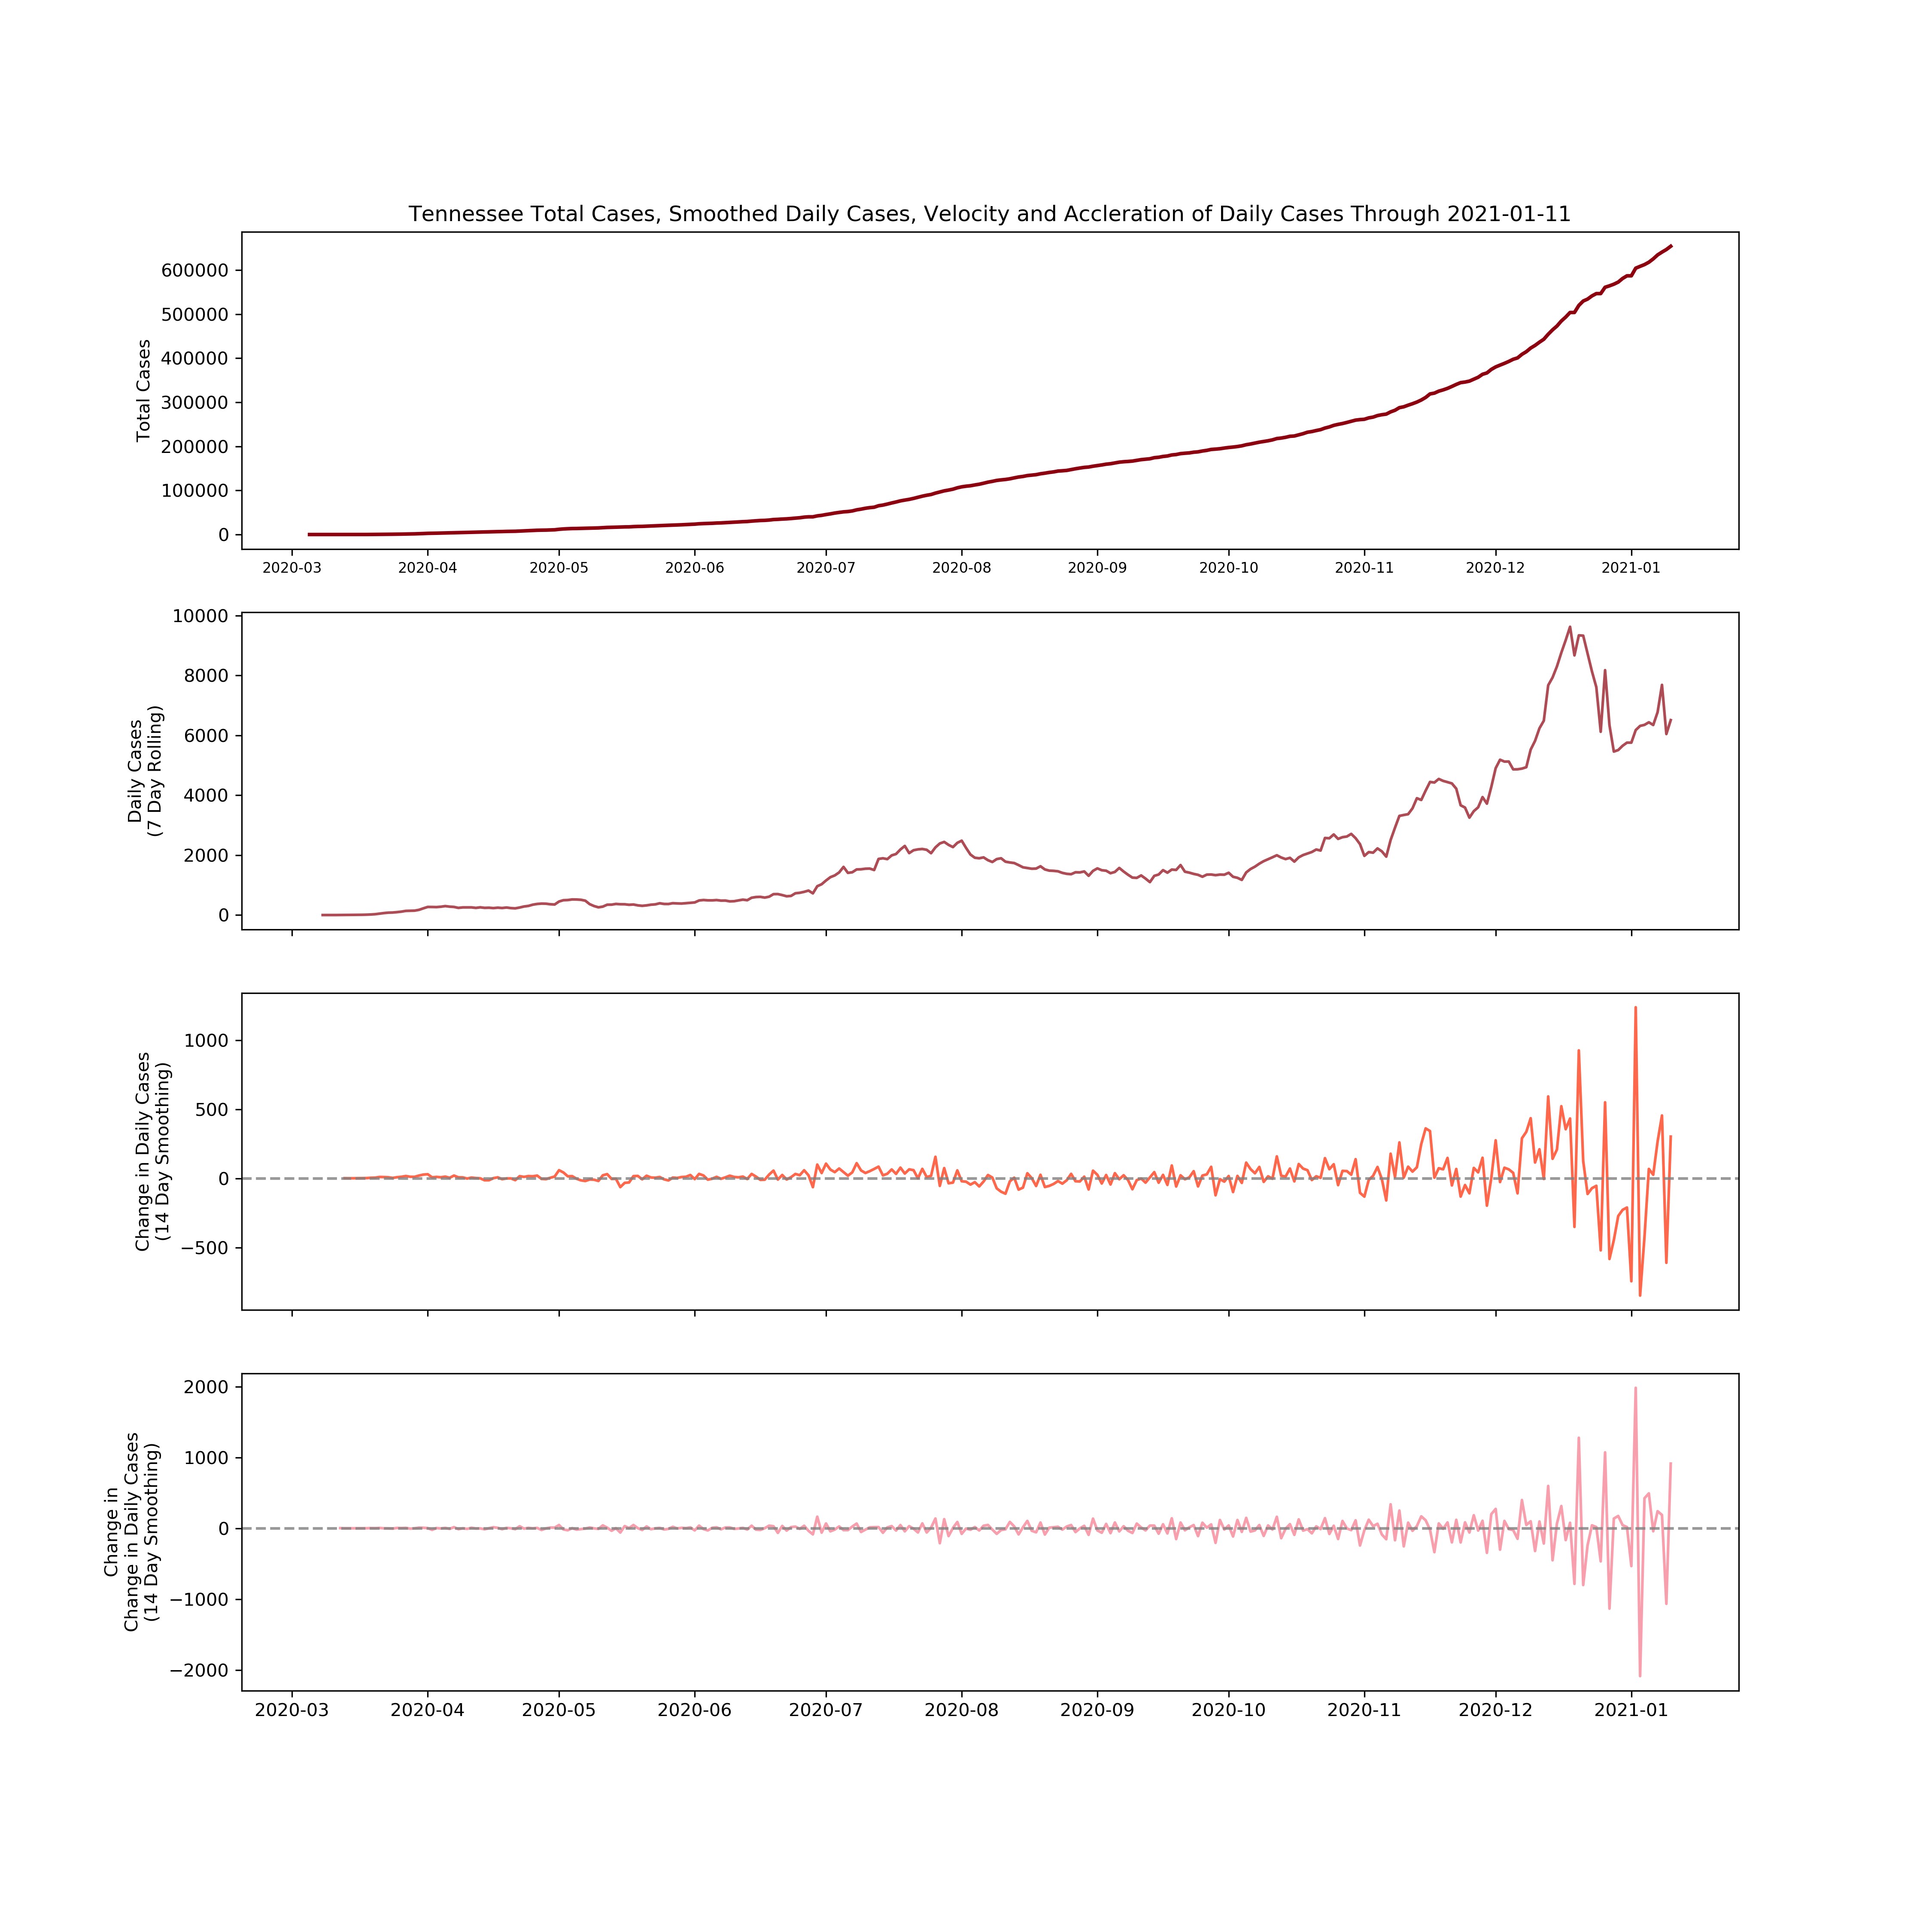 Tennessee Total Cases, Smoothed Daily Cases, Velocity and Accleration of Daily Cases Through 2021-01-11
Total Cases
600000
500000
400000
300000
200000
100000
0
2020-03 2020-04 2020-05 2020-06 2020-07 2020-08 2020-09 2020-10 2020-11 2020-12 2021-01
Daily Cases
(7 Day Rolling)
10000
8000
6000
4000
2000
0
Change in Daily Cases
(14 Day Smoothing)
1000
500
0
−500
Change in
Change in Daily Cases
(14 Day Smoothing)
2000
1000
0
−1000
−2000
2020-03 2020-04 2020-05 2020-06 2020-07 2020-08 2020-09 2020-10 2020-11 2020-12 2021-01